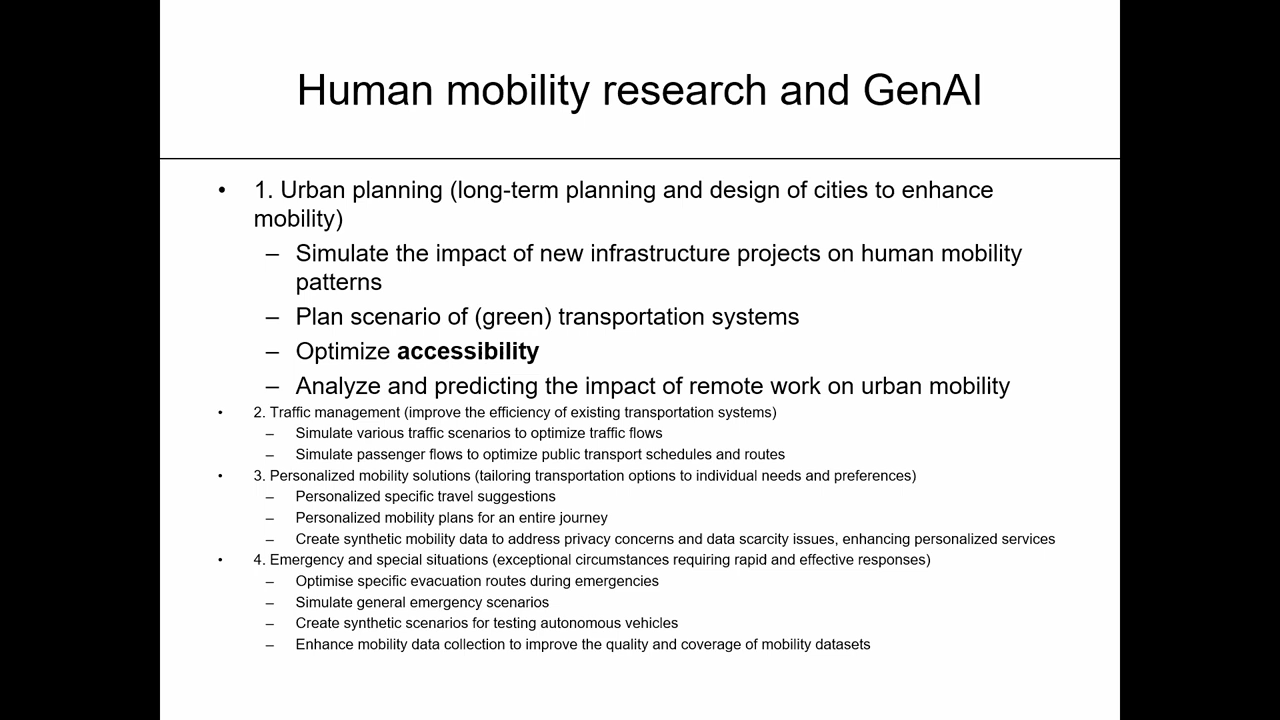 Human mobility research and GenAI
• 1. Urban planning (long-term planning and design of cities to enhance
mobility)
– Simulate the impact of new infrastructure projects on human mobility
patterns
– Plan scenario of (green) transportation systems
– Optimize accessibility
– Analyze and predicting the impact of remote work on urban mobility
• 2. Traffic management (improve the efficiency of existing transportation systems)
– Simulate various traffic scenarios to optimize traffic flows
– Simulate passenger flows to optimize public transport schedules and routes
• 3. Personalized mobility solutions (tailoring transportation options to individual needs and preferences)
– Personalized specific travel suggestions
– Personalized mobility plans for an entire journey
– Create synthetic mobility data to address privacy concerns and data scarcity issues, enhancing personalized services
• 4. Emergency and special situations (exceptional circumstances requiring rapid and effective responses)
– Optimise specific evacuation routes during emergencies
– Simulate general emergency scenarios
– Create synthetic scenarios for testing autonomous vehicles
– Enhance mobility data collection to improve the quality and coverage of mobility datasets